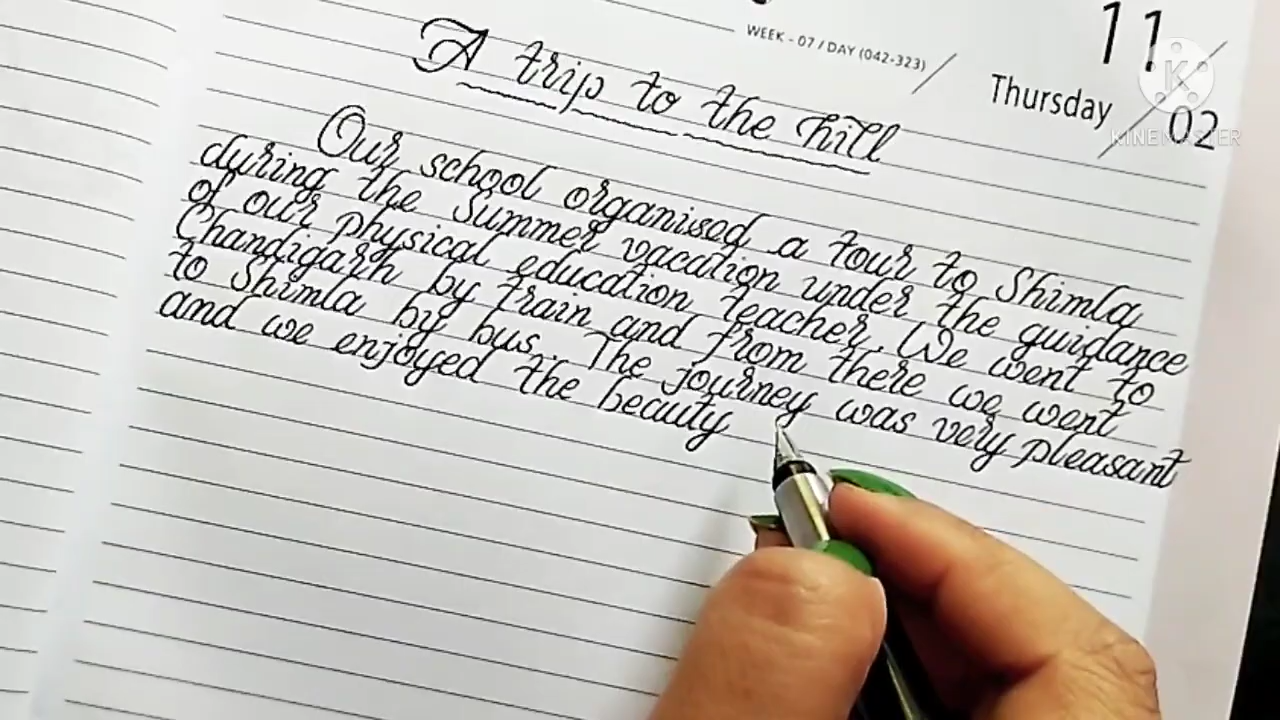 WEEK - 07 / DAY (042-323)
11
Thursday
02
KINEMASTER
A trip to the hill
Our school organised a tour to Shimla
during the Summer vacation under the guidance
of our physical education teacher. We went to
Chandigarh by train and from there we went
to Shimla by bus. The journey was very pleasant
and we enjoyed the beauty